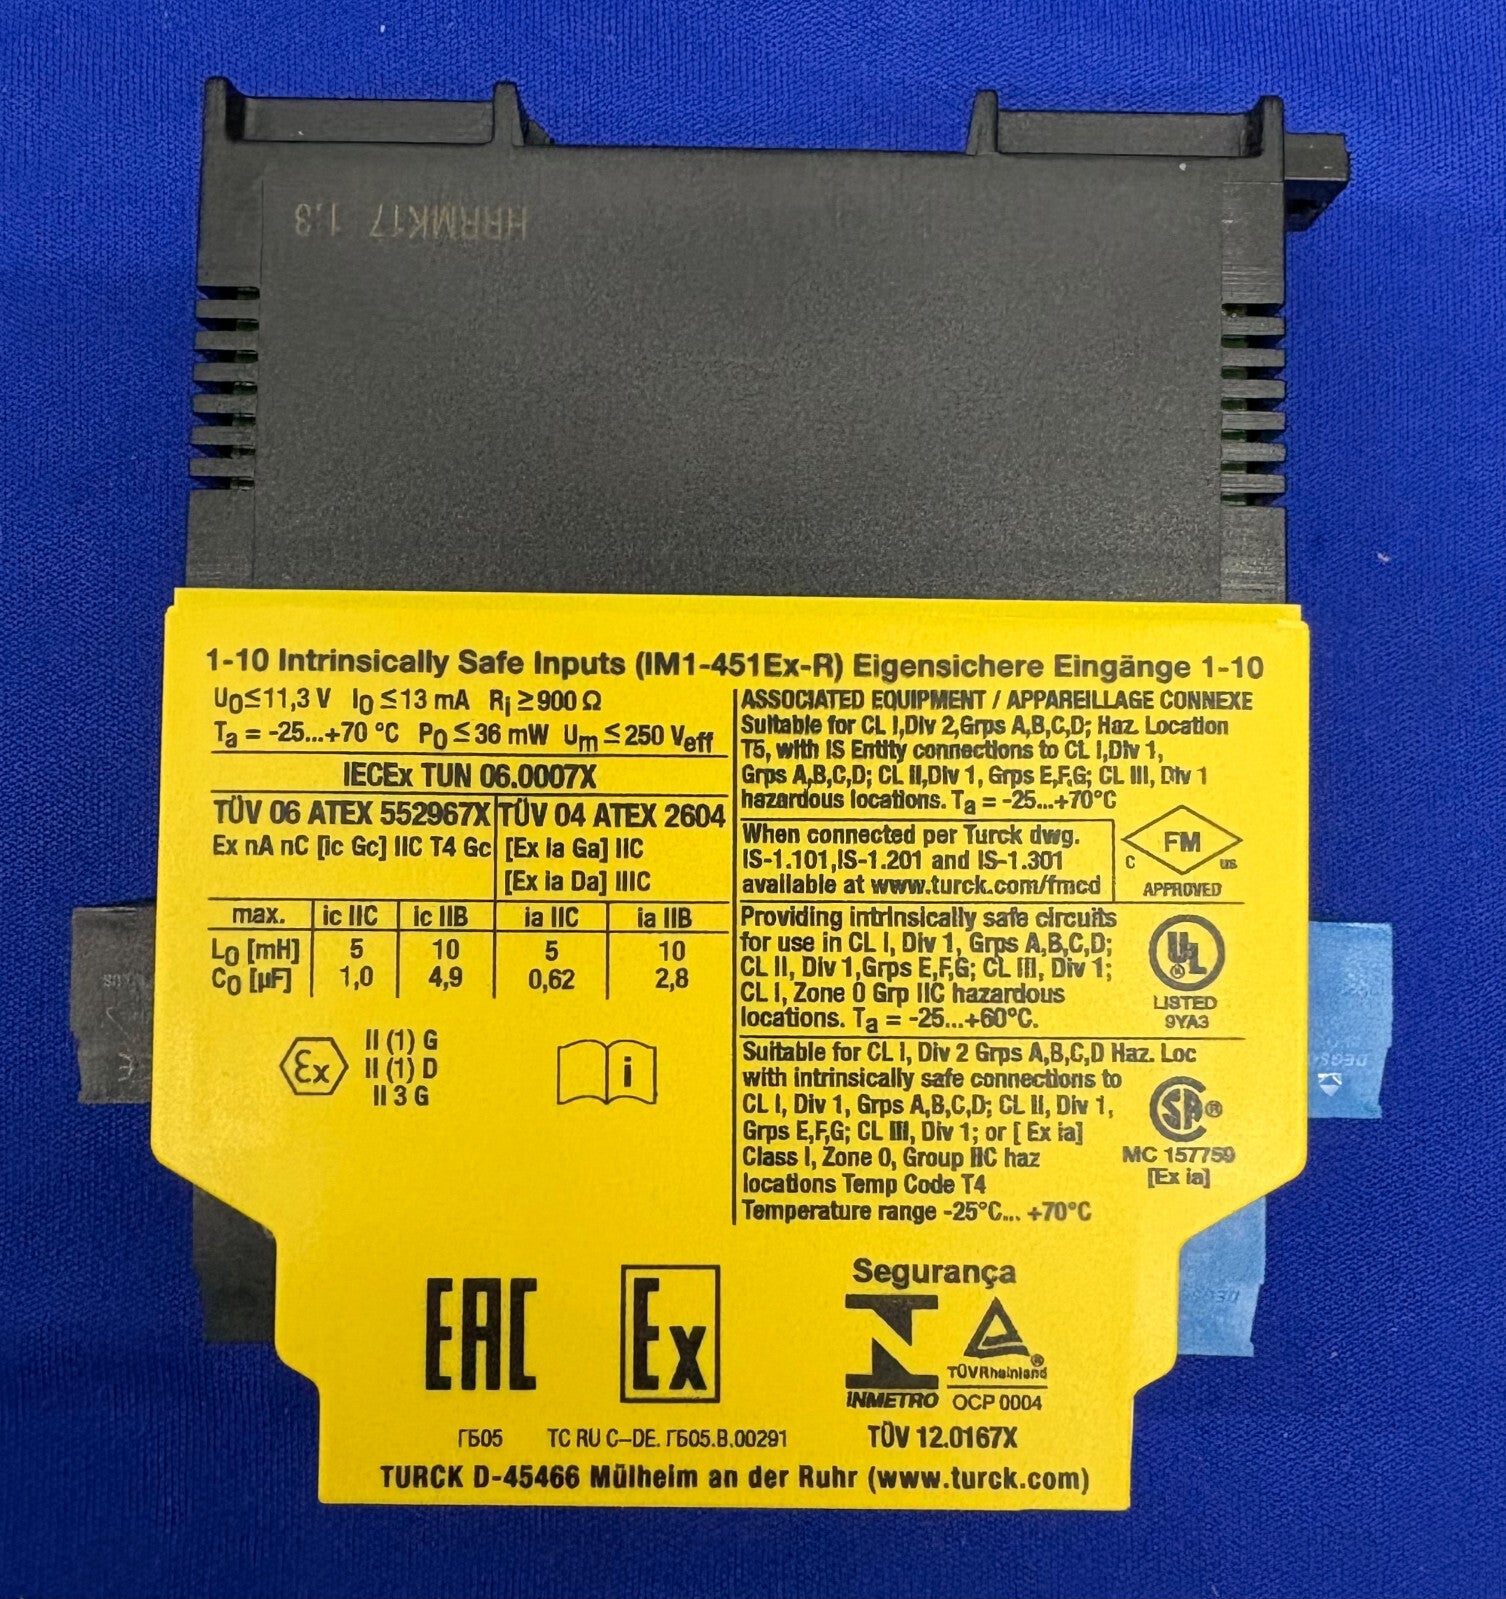 HRRMK17 1.3
1-10 Intrinsically Safe Inputs (IM1-451Ex-R) Eigensichere Eingänge 1-10
U0≤11,3 V I0≤13 mA Ri≥900 Ω
Ta = -25...+70 °C P0≤36 mW Um≤250 Veff
IECEx TUN 06.0007X
TÜV 06 ATEX 552967X
Ex nA nC [ic Gc] IIC T4 Gc
TÜV 04 ATEX 2604
[Ex ia Ga] IIC
[Ex ia Da] IIIC
max. ic IIC ic IIB ia IIC ia IIB
L0 [mH] 5 10 5 10
C0 [µF] 1,0 4,9 0,62 2,8
Ex
II (1) G
II (1) D
II 3 G
i
ASSOCIATED EQUIPMENT / APPAREILLAGE CONNEXE
Suitable for CL I,Div 2,Grps A,B,C,D; Haz. Location
T5, with IS Entity connections to CL I,Div 1,
Grps A,B,C,D; CL II,Div 1, Grps E,F,G; CL III, Div 1
hazardous locations. Ta = -25...+70°C
When connected per Turck dwg.
IS-1.101,IS-1.201 and IS-1.301
available at www.turck.com/fmcd
FM
C US
APPROVED
Providing intrinsically safe circuits
for use in CL I, Div 1, Grps A,B,C,D;
CL II, Div 1,Grps E,F,G; CL III, Div 1;
CL I, Zone 0 Grp IIC hazardous
locations. Ta = -25...+60°C.
UL ®
LISTED
9YA3
Suitable for CL I, Div 2 Grps A,B,C,D Haz. Loc
with intrinsically safe connections to
CL I, Div 1, Grps A,B,C,D; CL II, Div 1,
Grps E,F,G; CL III, Div 1; or [ Ex ia]
Class I, Zone 0, Group IIC haz
locations Temp Code T4
Temperature range -25°C... +70°C
SA ®
MC 157759
[Ex ia]
EAC
Ex
Segurança
INMETRO
TÜVRheinland ®
OCP 0004
ГБ05 TC RU C–DE. ГБ05.B.00291
TÜV 12.0167X
TURCK D-45466 Mülheim an der Ruhr (www.turck.com)